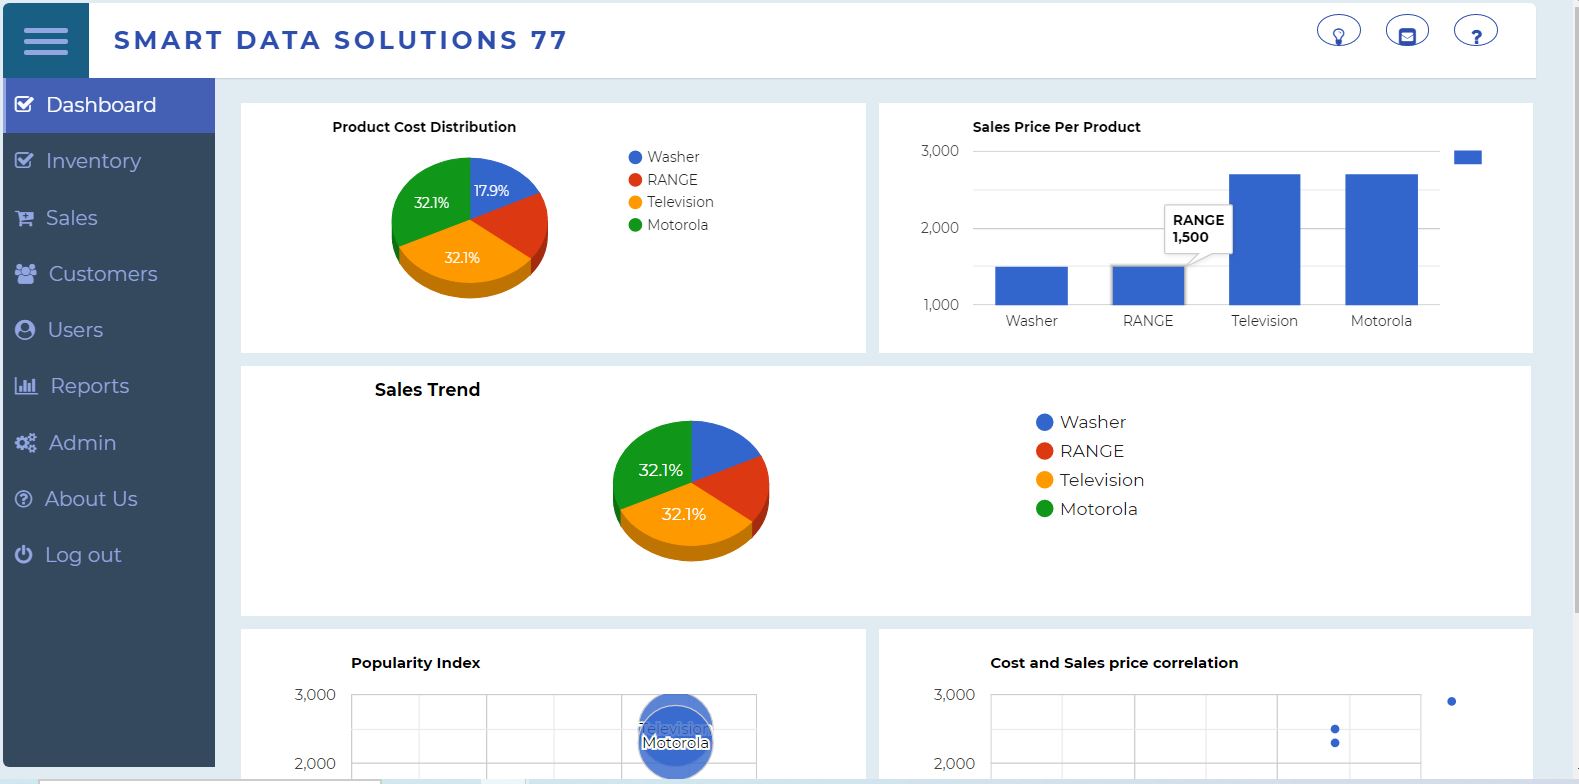 SMART DATA SOLUTIONS 77
?
Dashboard
Inventory
Sales
Customers
Users
Reports
Admin
About Us
Log out
Product Cost Distribution
17.9%
32.1%
32.1%
Washer
RANGE
Television
Motorola
Sales Price Per Product
3,000
2,000
1,000
RANGE
1,500
Washer
RANGE
Television
Motorola
Sales Trend
32.1%
32.1%
Washer
RANGE
Television
Motorola
Popularity Index
3,000
2,000
Television
Motorola
Cost and Sales price correlation
3,000
2,000